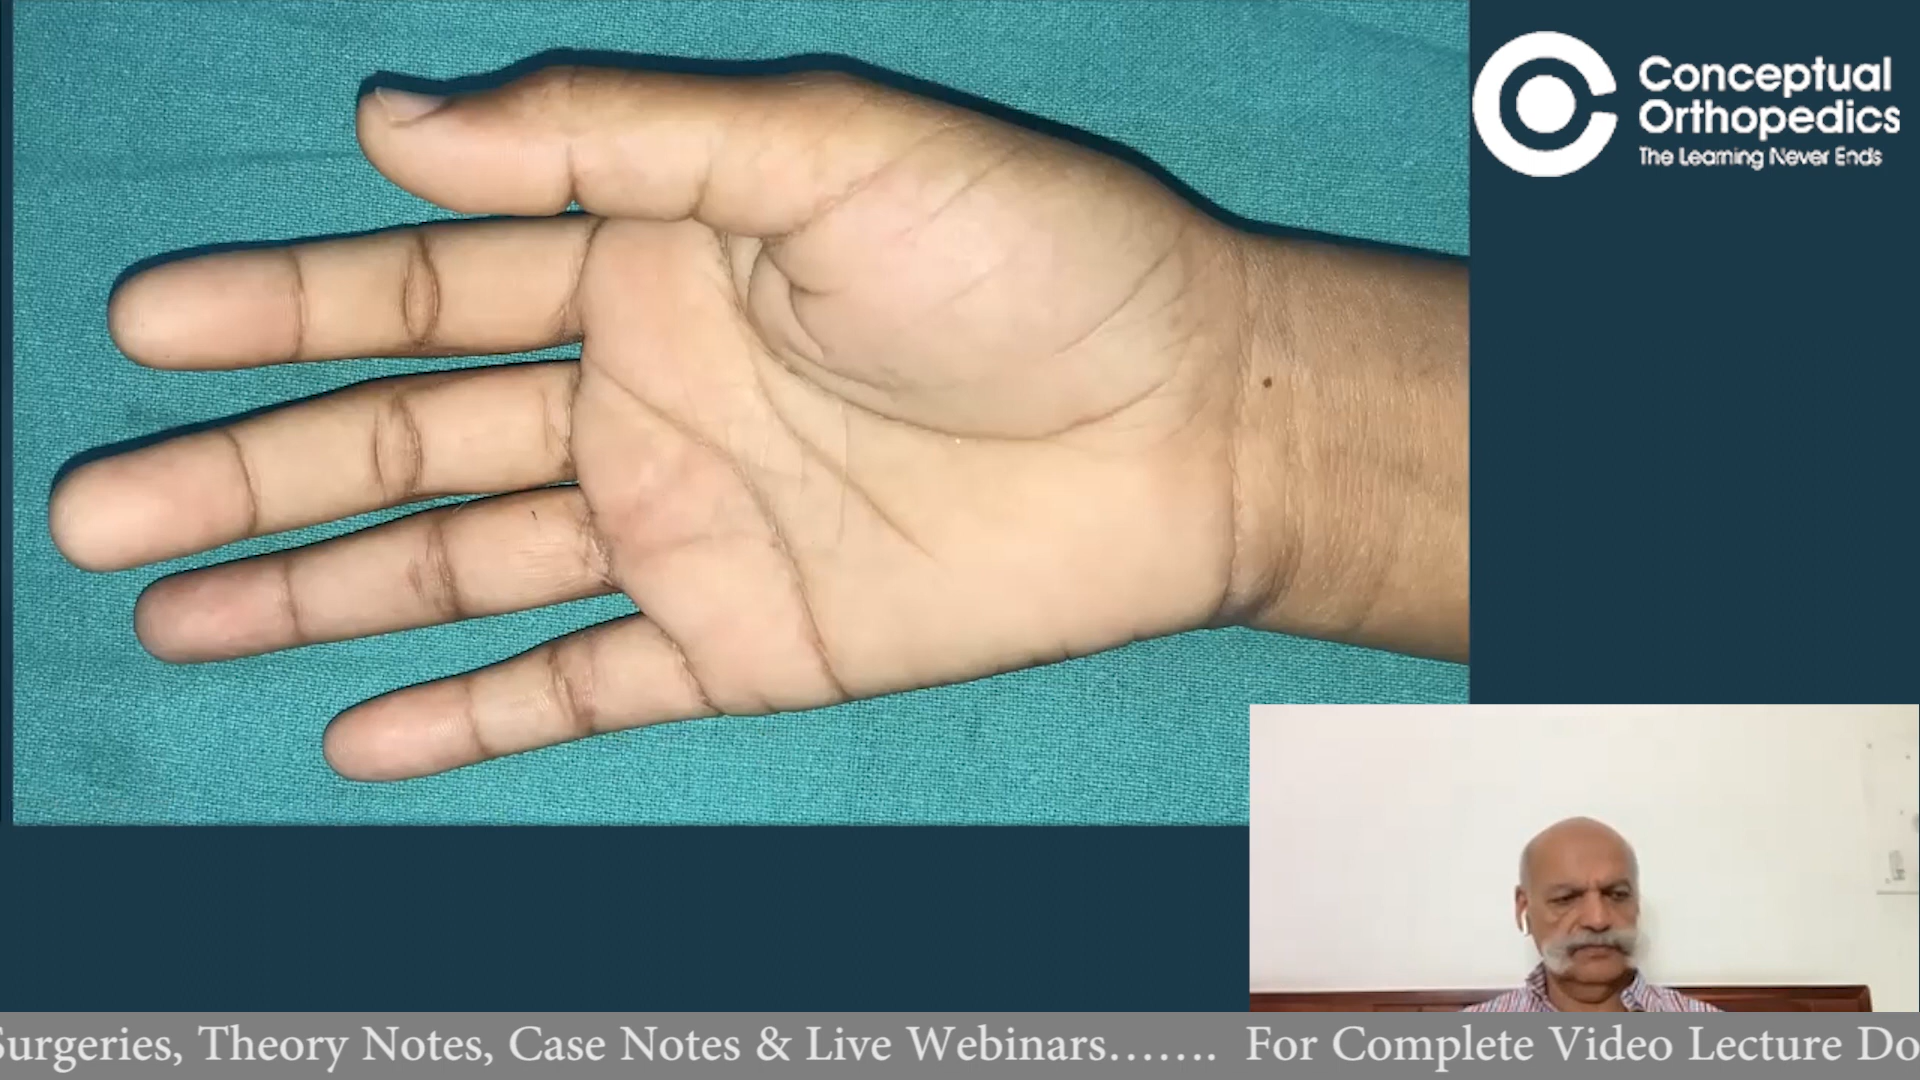 Conceptual
Orthopedics
The Learning Never Ends
Surgeries, Theory Notes, Case Notes & Live Webinars....... For Complete Video Lecture Do